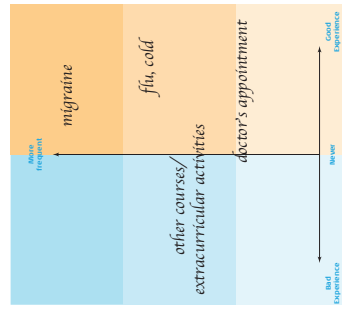 migraine
flu, cold
doctor's appointment
other courses/
extracurricular activities
More
frequent
Never
Good
Experience
Bad
Experience